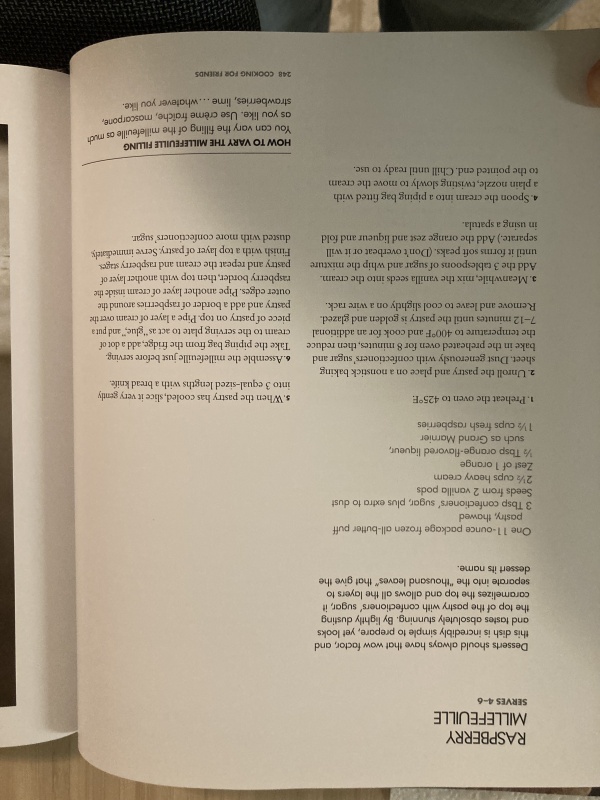 RASPBERRY
MILLEFEUILLE
SERVES 4–6
Desserts should always have that wow factor, and
this dish is incredibly simple to prepare, yet looks
and tastes absolutely stunning. By lightly dusting
the top of the pastry with confectioners' sugar, it
caramelizes the top and allows all the layers to
separate into the "thousand leaves" that give the
dessert its name.
One 11-ounce package frozen all-butter puff
pastry, thawed
3 Tbsp confectioners' sugar, plus extra to dust
Seeds from 2 vanilla pods
2½ cups heavy cream
Zest of 1 orange
½ Tbsp orange-flavored liqueur,
such as Grand Marnier
1½ cups fresh raspberries
1. Preheat the oven to 425°F.
2. Unroll the pastry and place on a nonstick baking
sheet. Dust generously with confectioners' sugar and
bake in the preheated oven for 8 minutes, then reduce
the temperature to 400°F and cook for an additional
7–12 minutes until the pastry is golden and glazed.
Remove and leave to cool slightly on a wire rack.
3. Meanwhile, mix the vanilla seeds into the cream.
Add the 3 tablespoons of sugar and whip the mixture
until it forms soft peaks. (Don't overbeat or it will
separate.) Add the orange zest and liqueur and fold
in using a spatula.
4. Spoon the cream into a piping bag fitted with
a plain nozzle, twisting slowly to move the cream
to the pointed end. Chill until ready to use.
5. When the pastry has cooled, slice it very gently
into 3 equal-sized lengths with a bread knife.
6. Assemble the millefeuille just before serving.
Take the piping bag from the fridge, add a dot of
cream to the serving plate to act as "glue," and put a
piece of pastry on top. Pipe a layer of cream over the
pastry and add a border of raspberries around the
outer edges. Pipe another layer of cream inside the
raspberry border, then top with another layer of
pastry and repeat the cream and raspberry stages.
Finish with a top layer of pastry. Serve immediately,
dusted with more confectioners' sugar.
HOW TO VARY THE MILLEFEUILLE FILLING
You can vary the filling of the millefeuille as much
as you like. Use crème fraîche, mascarpone,
strawberries, lime ... whatever you like.
248 COOKING FOR FRIENDS